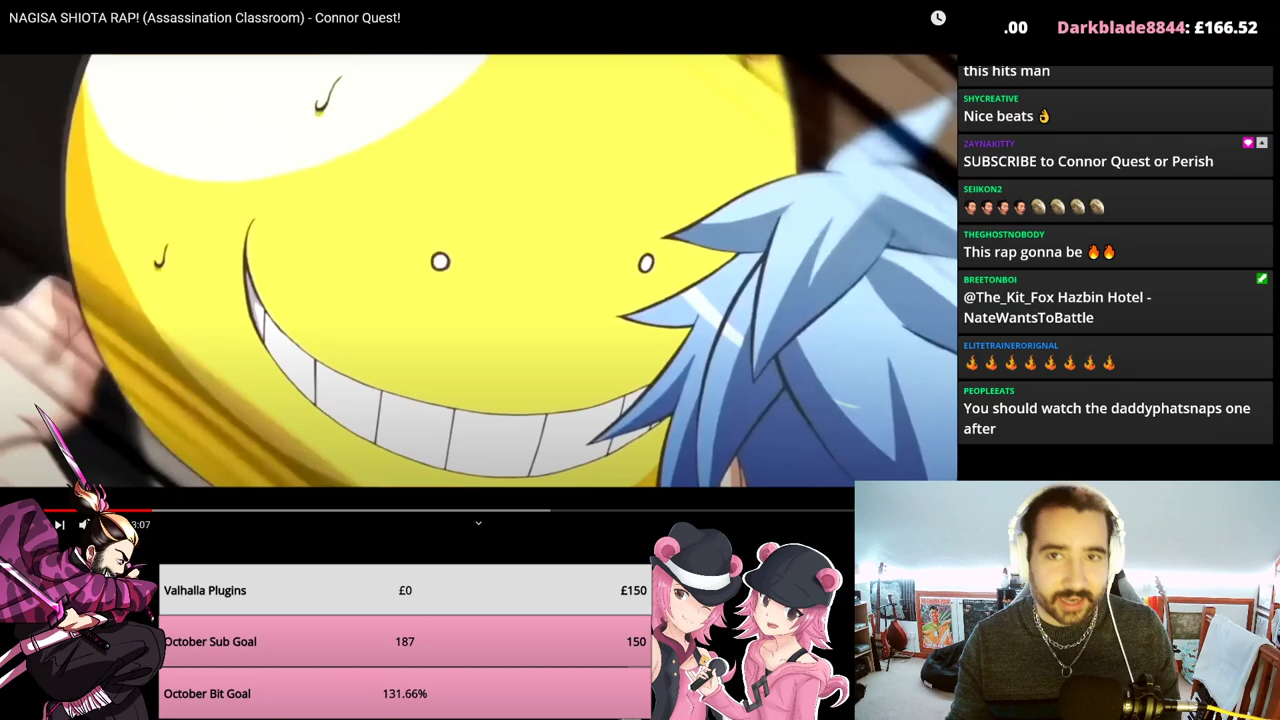 NAGISA SHIOTA RAP! (Assassination Classroom) - Connor Quest!
.00 Darkblade8844: £166.52
this hits man
SHYCREATIVE
Nice beats 👌
ZAYNAKITTY
SUBSCRIBE to Connor Quest or Perish
SEIIKON2
THEGHOSTNOBODY
This rap gonna be 🔥🔥
BREETONBOI
@The_Kit_Fox Hazbin Hotel -
NateWantsToBattle
ELITETRAINERORIGNAL
🔥🔥🔥🔥🔥🔥🔥🔥
PEOPLEEATS
You should watch the daddyphatsnaps one
after
3:07
Valhalla Plugins £0 £150
October Sub Goal 187 150
October Bit Goal 131.66%